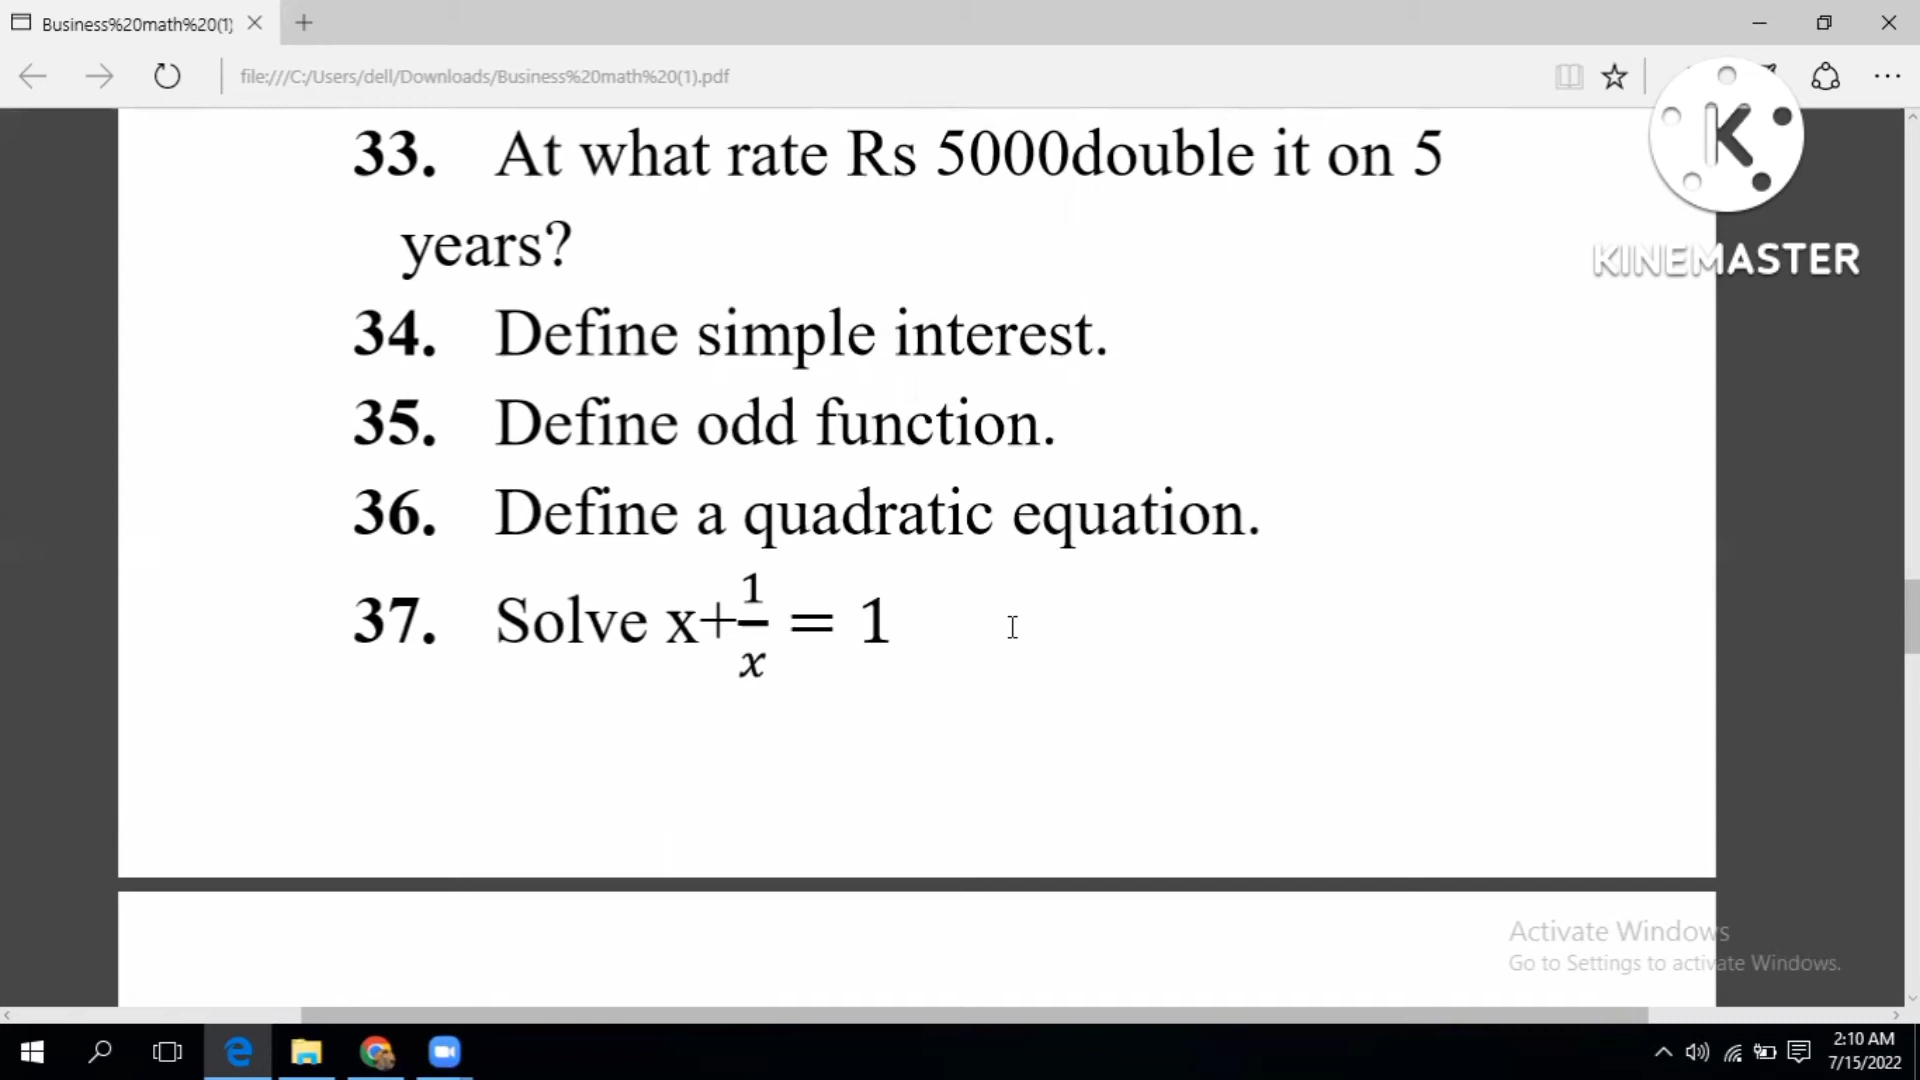 Business%20math%20(1)
file:///C:/Users/dell/Downloads/Business%20math%20(1).pdf
K
KINEMASTER
33. At what rate Rs 5000double it on 5
years?
34. Define simple interest.
35. Define odd function.
36. Define a quadratic equation.
37. Solve x+1/x = 1
Activate Windows
Go to Settings to activate Windows.
2:10 AM
7/15/2022